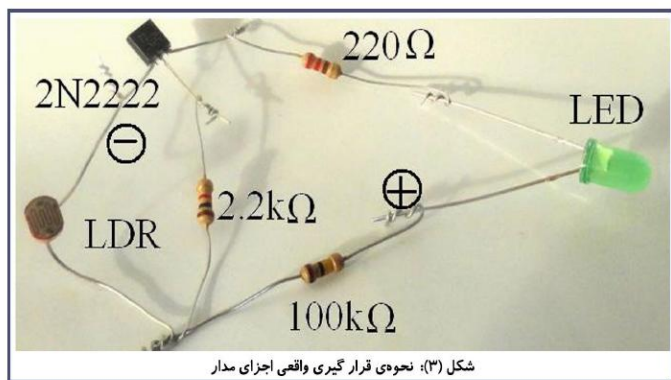 220Ω
2N2222
LED
⊖
⊕
2.2kΩ
LDR
100kΩ
شکل (۳): نحوه‌ی قرار گیری واقعی اجزای مدار